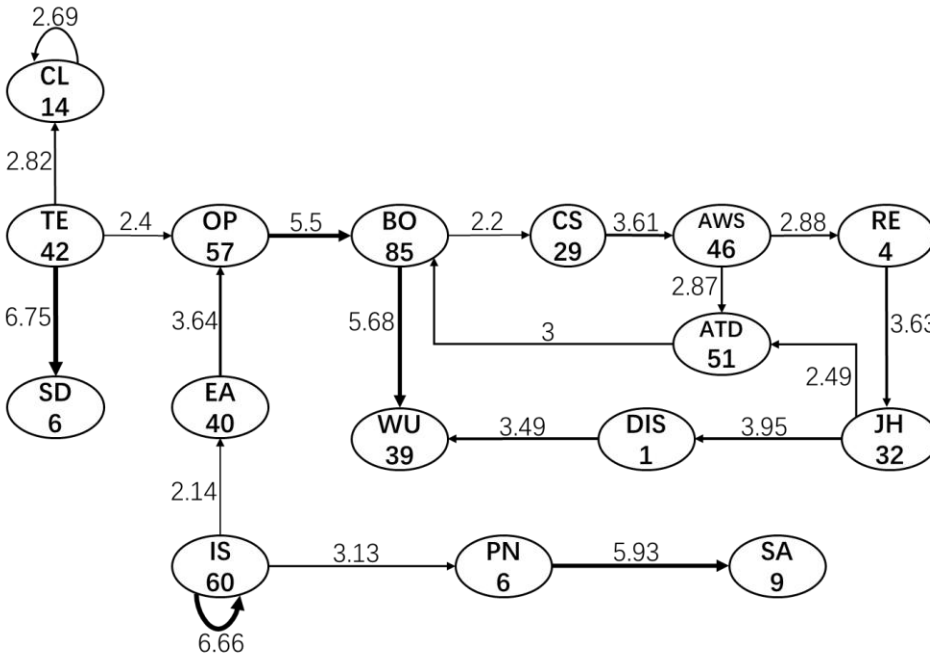 2.69
CL
14
2.82
TE
42
2.4
OP
57
5.5
BO
85
2.2
CS
29
3.61
AWS
46
2.88
RE
4
6.75
3.64
5.68
3
2.87
ATD
51
3.63
2.49
SD
6
EA
40
WU
39
3.49
DIS
1
3.95
JH
32
2.14
IS
60
3.13
PN
6
5.93
SA
9
6.66